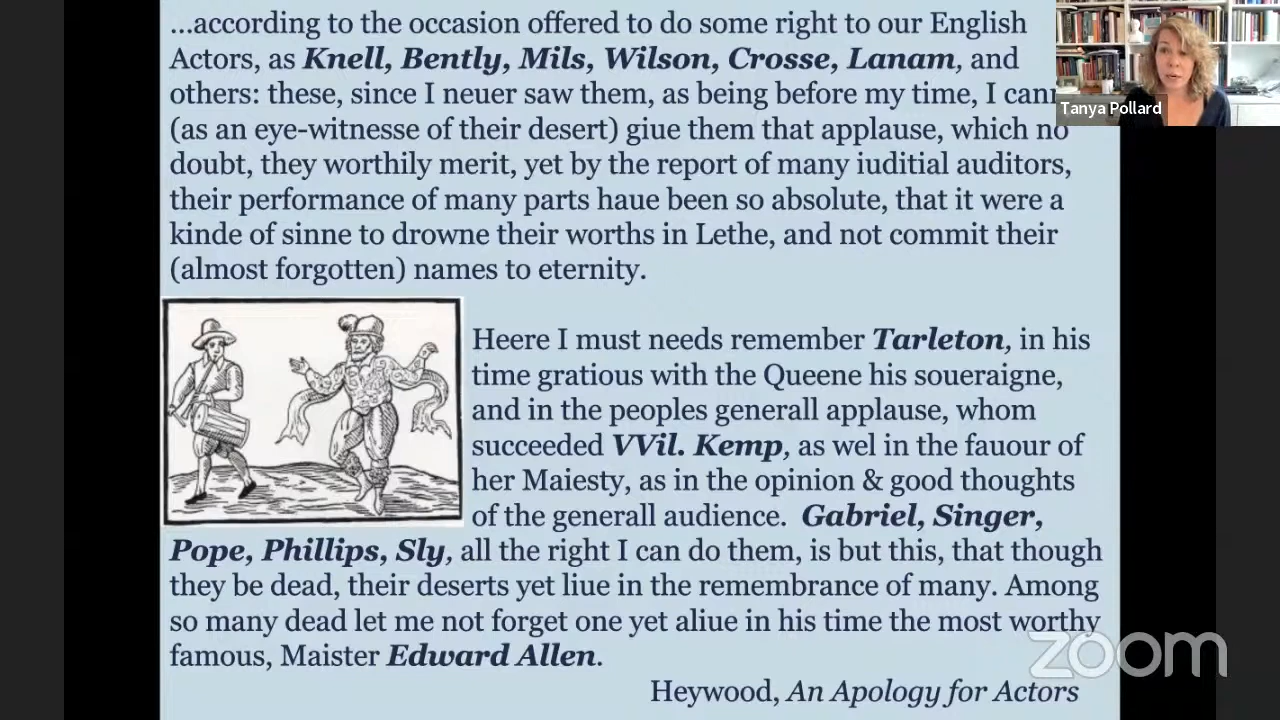 ...according to the occasion offered to do some right to our English
Actors, as Knell, Bently, Mils, Wilson, Crosse, Lanam, and
others: these, since I neuer saw them, as being before my time, I
(as an eye-witnesse of their desert) giue them that applause, which no
doubt, they worthily merit, yet by the report of many iuditial auditors,
their performance of many parts haue been so absolute, that it were a
kinde of sinne to drowne their worths in Lethe, and not commit their
(almost forgotten) names to eternity.
Tanya Pollard
Heere I must needs remember Tarleton, in his
time gratious with the Queene his soueraigne,
and in the peoples generall applause, whom
succeeded VVil. Kemp, as wel in the fauour of
her Maiesty, as in the opinion & good thoughts
of the generall audience. Gabriel, Singer,
Pope, Phillips, Sly, all the right I can do them, is but this, that though
they be dead, their deserts yet liue in the remembrance of many. Among
so many dead let me not forget one yet aliue in his time the most worthy
famous, Maister Edward Allen.
Heywood, An Apology for Actors
zoom